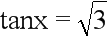 tanx = √3